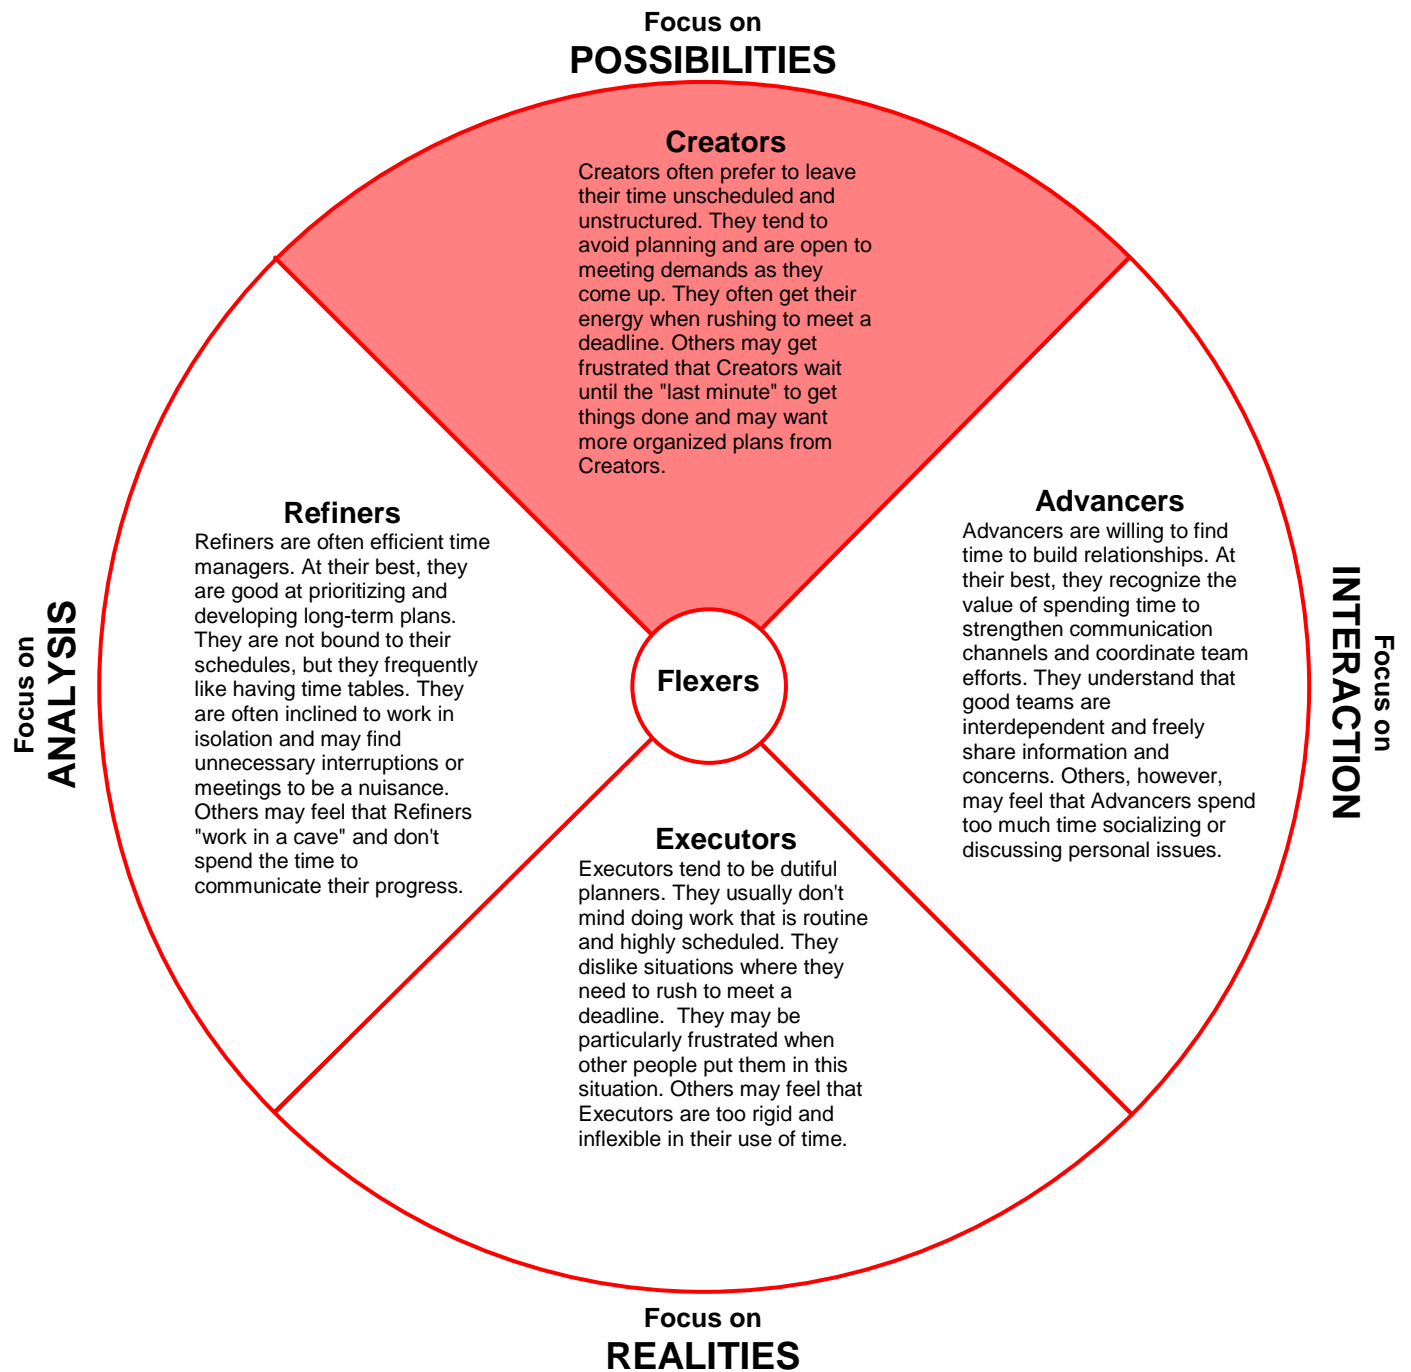 Focus on
POSSIBILITIES
Creators
Creators often prefer to leave
their time unscheduled and
unstructured. They tend to
avoid planning and are open to
meeting demands as they
come up. They often get their
energy when rushing to meet a
deadline. Others may get
frustrated that Creators wait
until the "last minute" to get
things done and may want
more organized plans from
Creators.
Focus on
ANALYSIS
Refiners
Refiners are often efficient time
managers. At their best, they
are good at prioritizing and
developing long-term plans.
They are not bound to their
schedules, but they frequently
like having time tables. They
are often inclined to work in
isolation and may find
unnecessary interruptions or
meetings to be a nuisance.
Others may feel that Refiners
"work in a cave" and don't
spend the time to
communicate their progress.
Flexers
Advancers
Advancers are willing to find
time to build relationships. At
their best, they recognize the
value of spending time to
strengthen communication
channels and coordinate team
efforts. They understand that
good teams are
interdependent and freely
share information and
concerns. Others, however,
may feel that Advancers spend
too much time socializing or
discussing personal issues.
Focus on
INTERACTION
Executors
Executors tend to be dutiful
planners. They usually don't
mind doing work that is routine
and highly scheduled. They
dislike situations where they
need to rush to meet a
deadline.  They may be
particularly frustrated when
other people put them in this
situation. Others may feel that
Executors are too rigid and
inflexible in their use of time.
Focus on
REALITIES